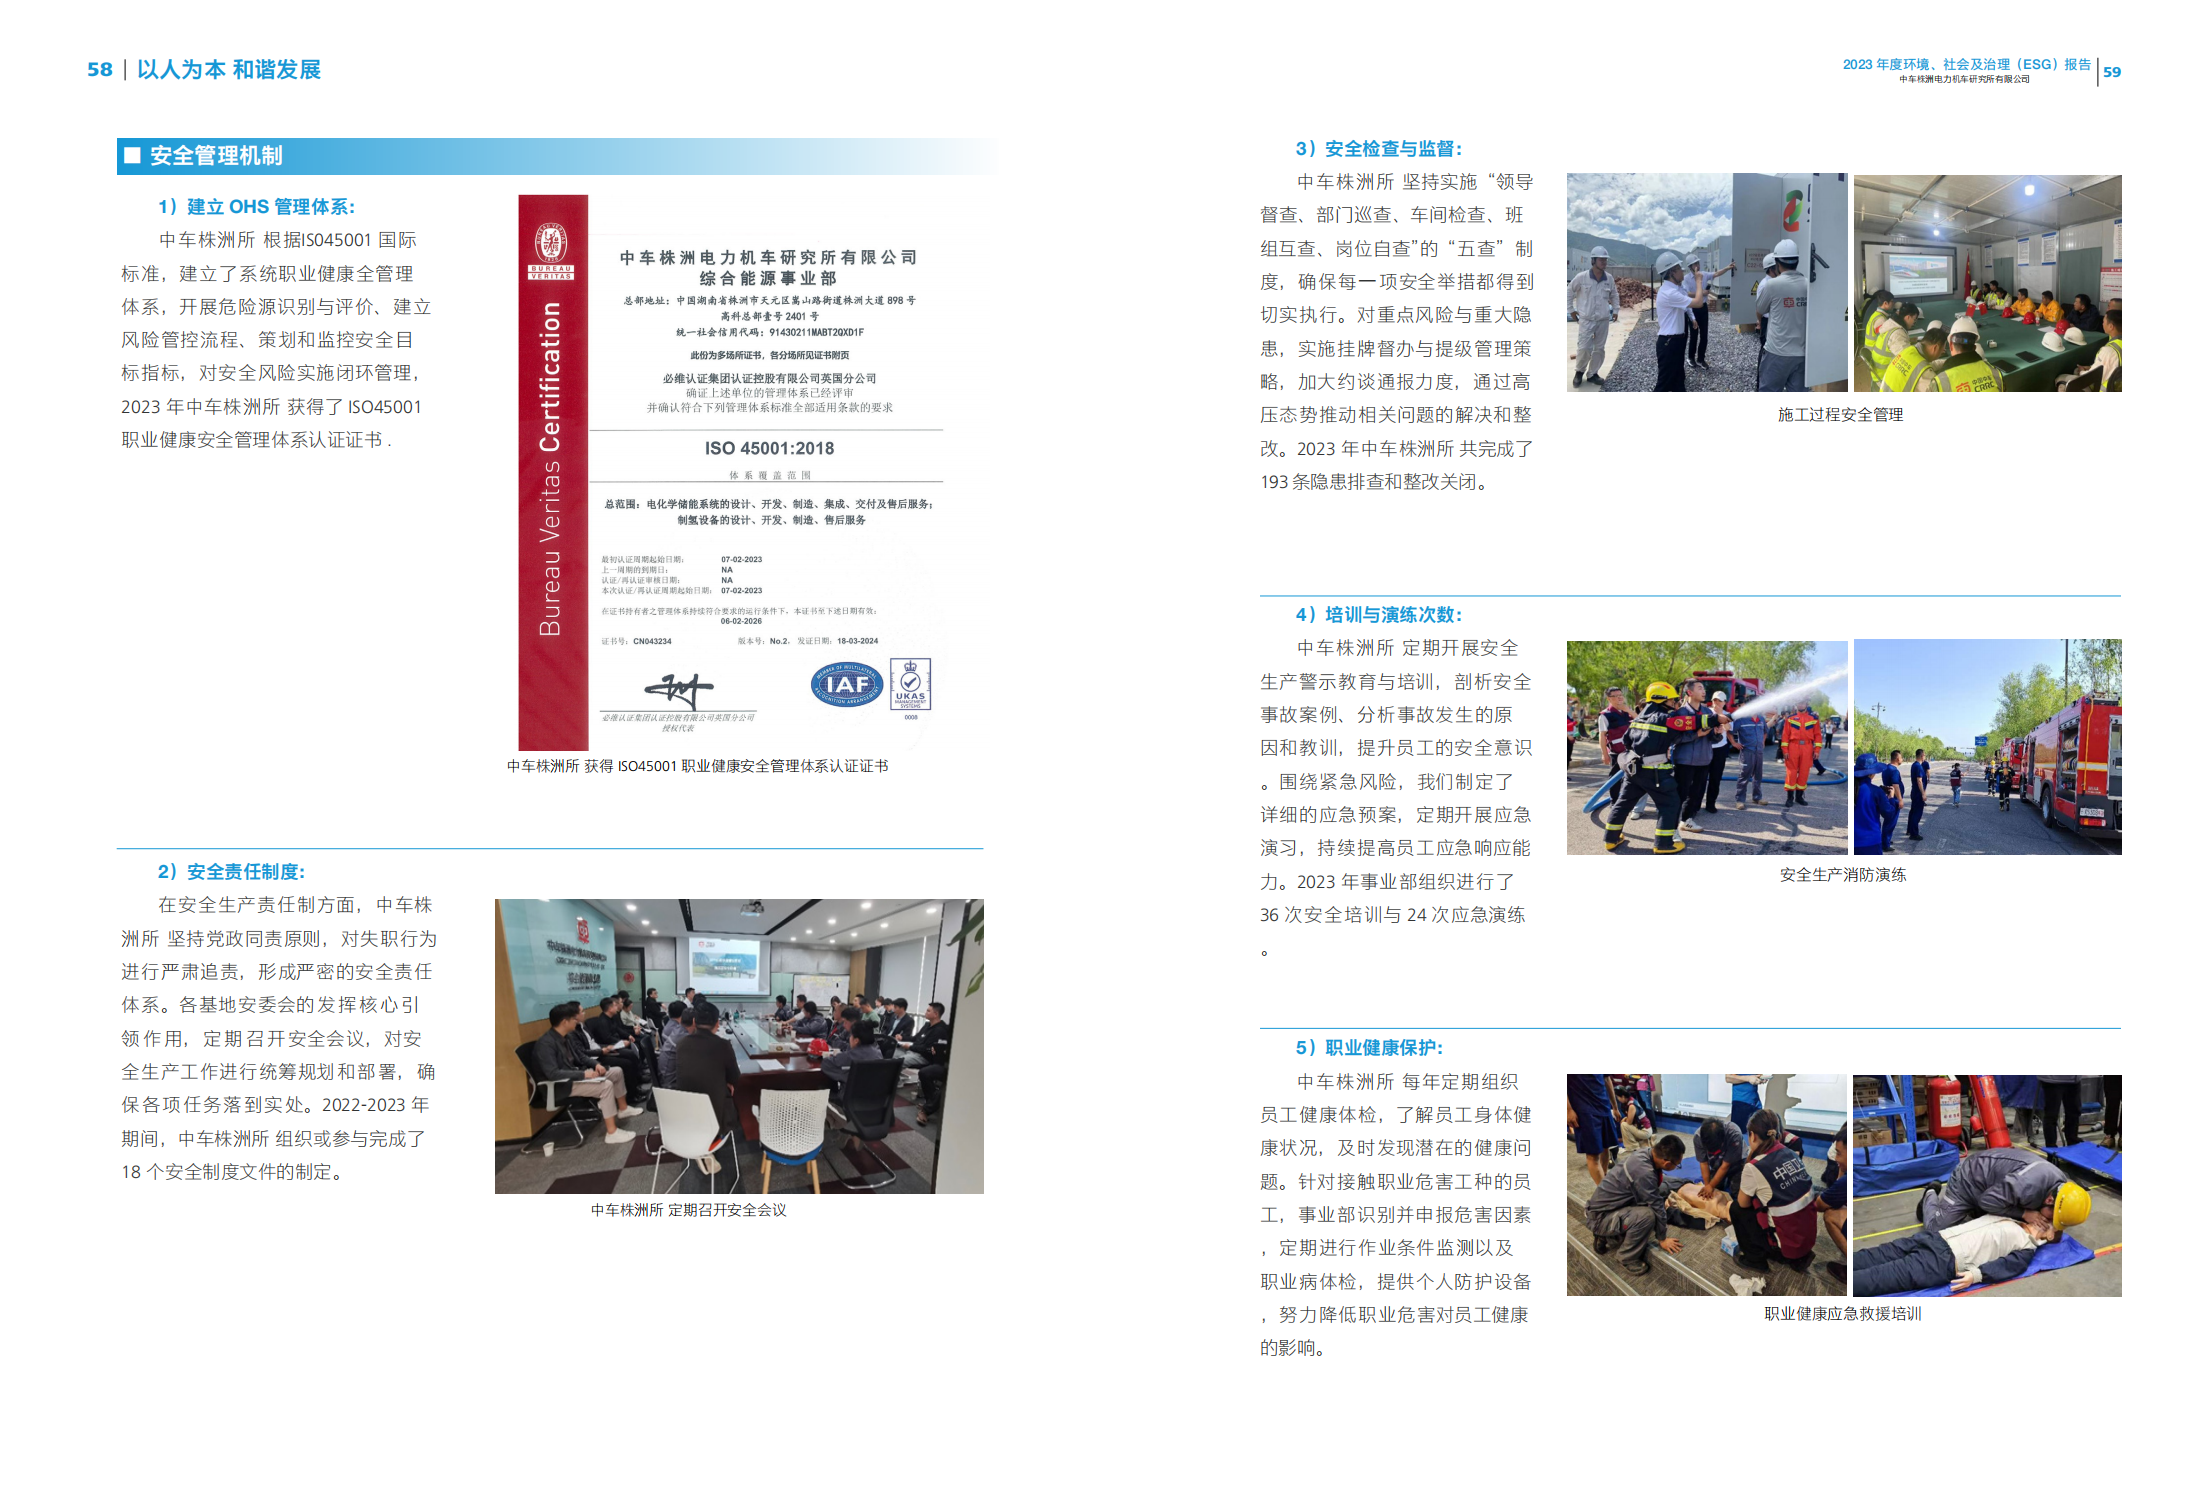 58 | 以人为本 和谐发展
2023 年度环境、社会及治理（ESG）报告
中车株洲电力机车研究所有限公司
59
■ 安全管理机制
1）建立 OHS 管理体系：
中车株洲所 根据ISO45001 国际
标准，建立了系统职业健康全管理
体系，开展危险源识别与评价、建立
风险管控流程、策划和监控安全目
标指标，对安全风险实施闭环管理，
2023 年中车株洲所 获得了 ISO45001
职业健康安全管理体系认证证书 .
BUREAU
VERITAS
Bureau Veritas Certification
中车株洲电力机车研究所有限公司
综合能源事业部
总部地址：中国湖南省株洲市天元区嵩山路街道株洲大道 898 号
高科总部壹号 2401 号
统一社会信用代码：91430211MABT2QXD1F
此份为多场所证书，各分场所见证书附页
必维认证集团认证控股有限公司英国分公司
确证上述单位的管理体系已经评审
并确认符合下列管理体系标准全部适用条款的要求
ISO 45001:2018
体 系 覆 盖 范 围
总范围：电化学储能系统的设计、开发、制造、集成、交付及售后服务；
制氢设备的设计、开发、制造、售后服务
最初认证周期起始日期： 07-02-2023
上一周期的到期日： NA
认证/再认证审核日期： NA
本次认证/再认证周期起始日期： 07-02-2023
在证书持有者之管理体系持续符合要求的运行条件下，本证书至下述日期有效：
06-02-2026
证书号：CN043234 版本号：No.2. 发证日期：18-03-2024
MEMBER OF MULTILATERAL
IAF
RECOGNITION ARRANGEMENT
UKAS
MANAGEMENT
SYSTEMS
0008
必维认证集团认证控股有限公司英国分公司
授权代表
中车株洲所 获得 ISO45001 职业健康安全管理体系认证证书
2）安全责任制度：
在安全生产责任制方面，中车株
洲所 坚持党政同责原则，对失职行为
进行严肃追责，形成严密的安全责任
体系。各基地安委会的发挥核心引
领作用，定期召开安全会议，对安
全生产工作进行统筹规划和部署，确
保各项任务落到实处。2022-2023 年
期间，中车株洲所 组织或参与完成了
18 个安全制度文件的制定。
中车株洲所 定期召开安全会议
3）安全检查与监督：
中车株洲所 坚持实施“领导
督查、部门巡查、车间检查、班
组互查、岗位自查”的“五查”制
度，确保每一项安全举措都得到
切实执行。对重点风险与重大隐
患，实施挂牌督办与提级管理策
略，加大约谈通报力度，通过高
压态势推动相关问题的解决和整
改。2023 年中车株洲所 共完成了
193 条隐患排查和整改关闭。
中国中车
CRRC
施工过程安全管理
4）培训与演练次数：
中车株洲所 定期开展安全
生产警示教育与培训，剖析安全
事故案例、分析事故发生的原
因和教训，提升员工的安全意识
。围绕紧急风险，我们制定了
详细的应急预案，定期开展应急
演习，持续提高员工应急响应能
力。2023 年事业部组织进行了
36 次安全培训与 24 次应急演练
。
安全生产消防演练
5）职业健康保护：
中车株洲所 每年定期组织
员工健康体检，了解员工身体健
康状况，及时发现潜在的健康问
题。针对接触职业危害工种的员
工，事业部识别并申报危害因素
，定期进行作业条件监测以及
职业病体检，提供个人防护设备
，努力降低职业危害对员工健康
的影响。
职业健康应急救援培训